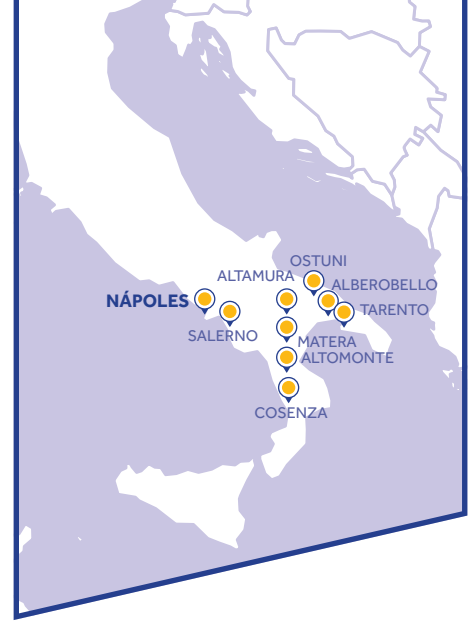 OSTUNI
ALTAMURA
ALBEROBELLO
NÁPOLES
TARENTO
SALERNO
MATERA
ALTOMONTE
COSENZA